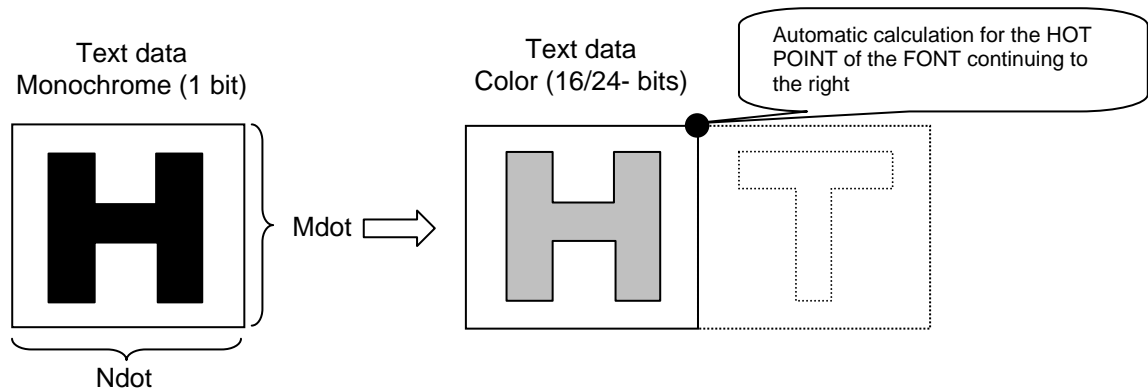 Text data
Monochrome (1 bit)
H
Mdot
Ndot
Text data
Color (16/24- bits)
H
T
Automatic calculation for the HOT
POINT of the FONT continuing to
the right